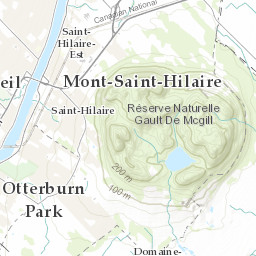 Canadian National
Saint-
Hilaire-
Est
Mont-Saint-Hilaire
eil
Saint-Hilaire
Réserve Naturelle
Gault De Mcgill
200 m
100 m
Otterburn
Park
Domaine-